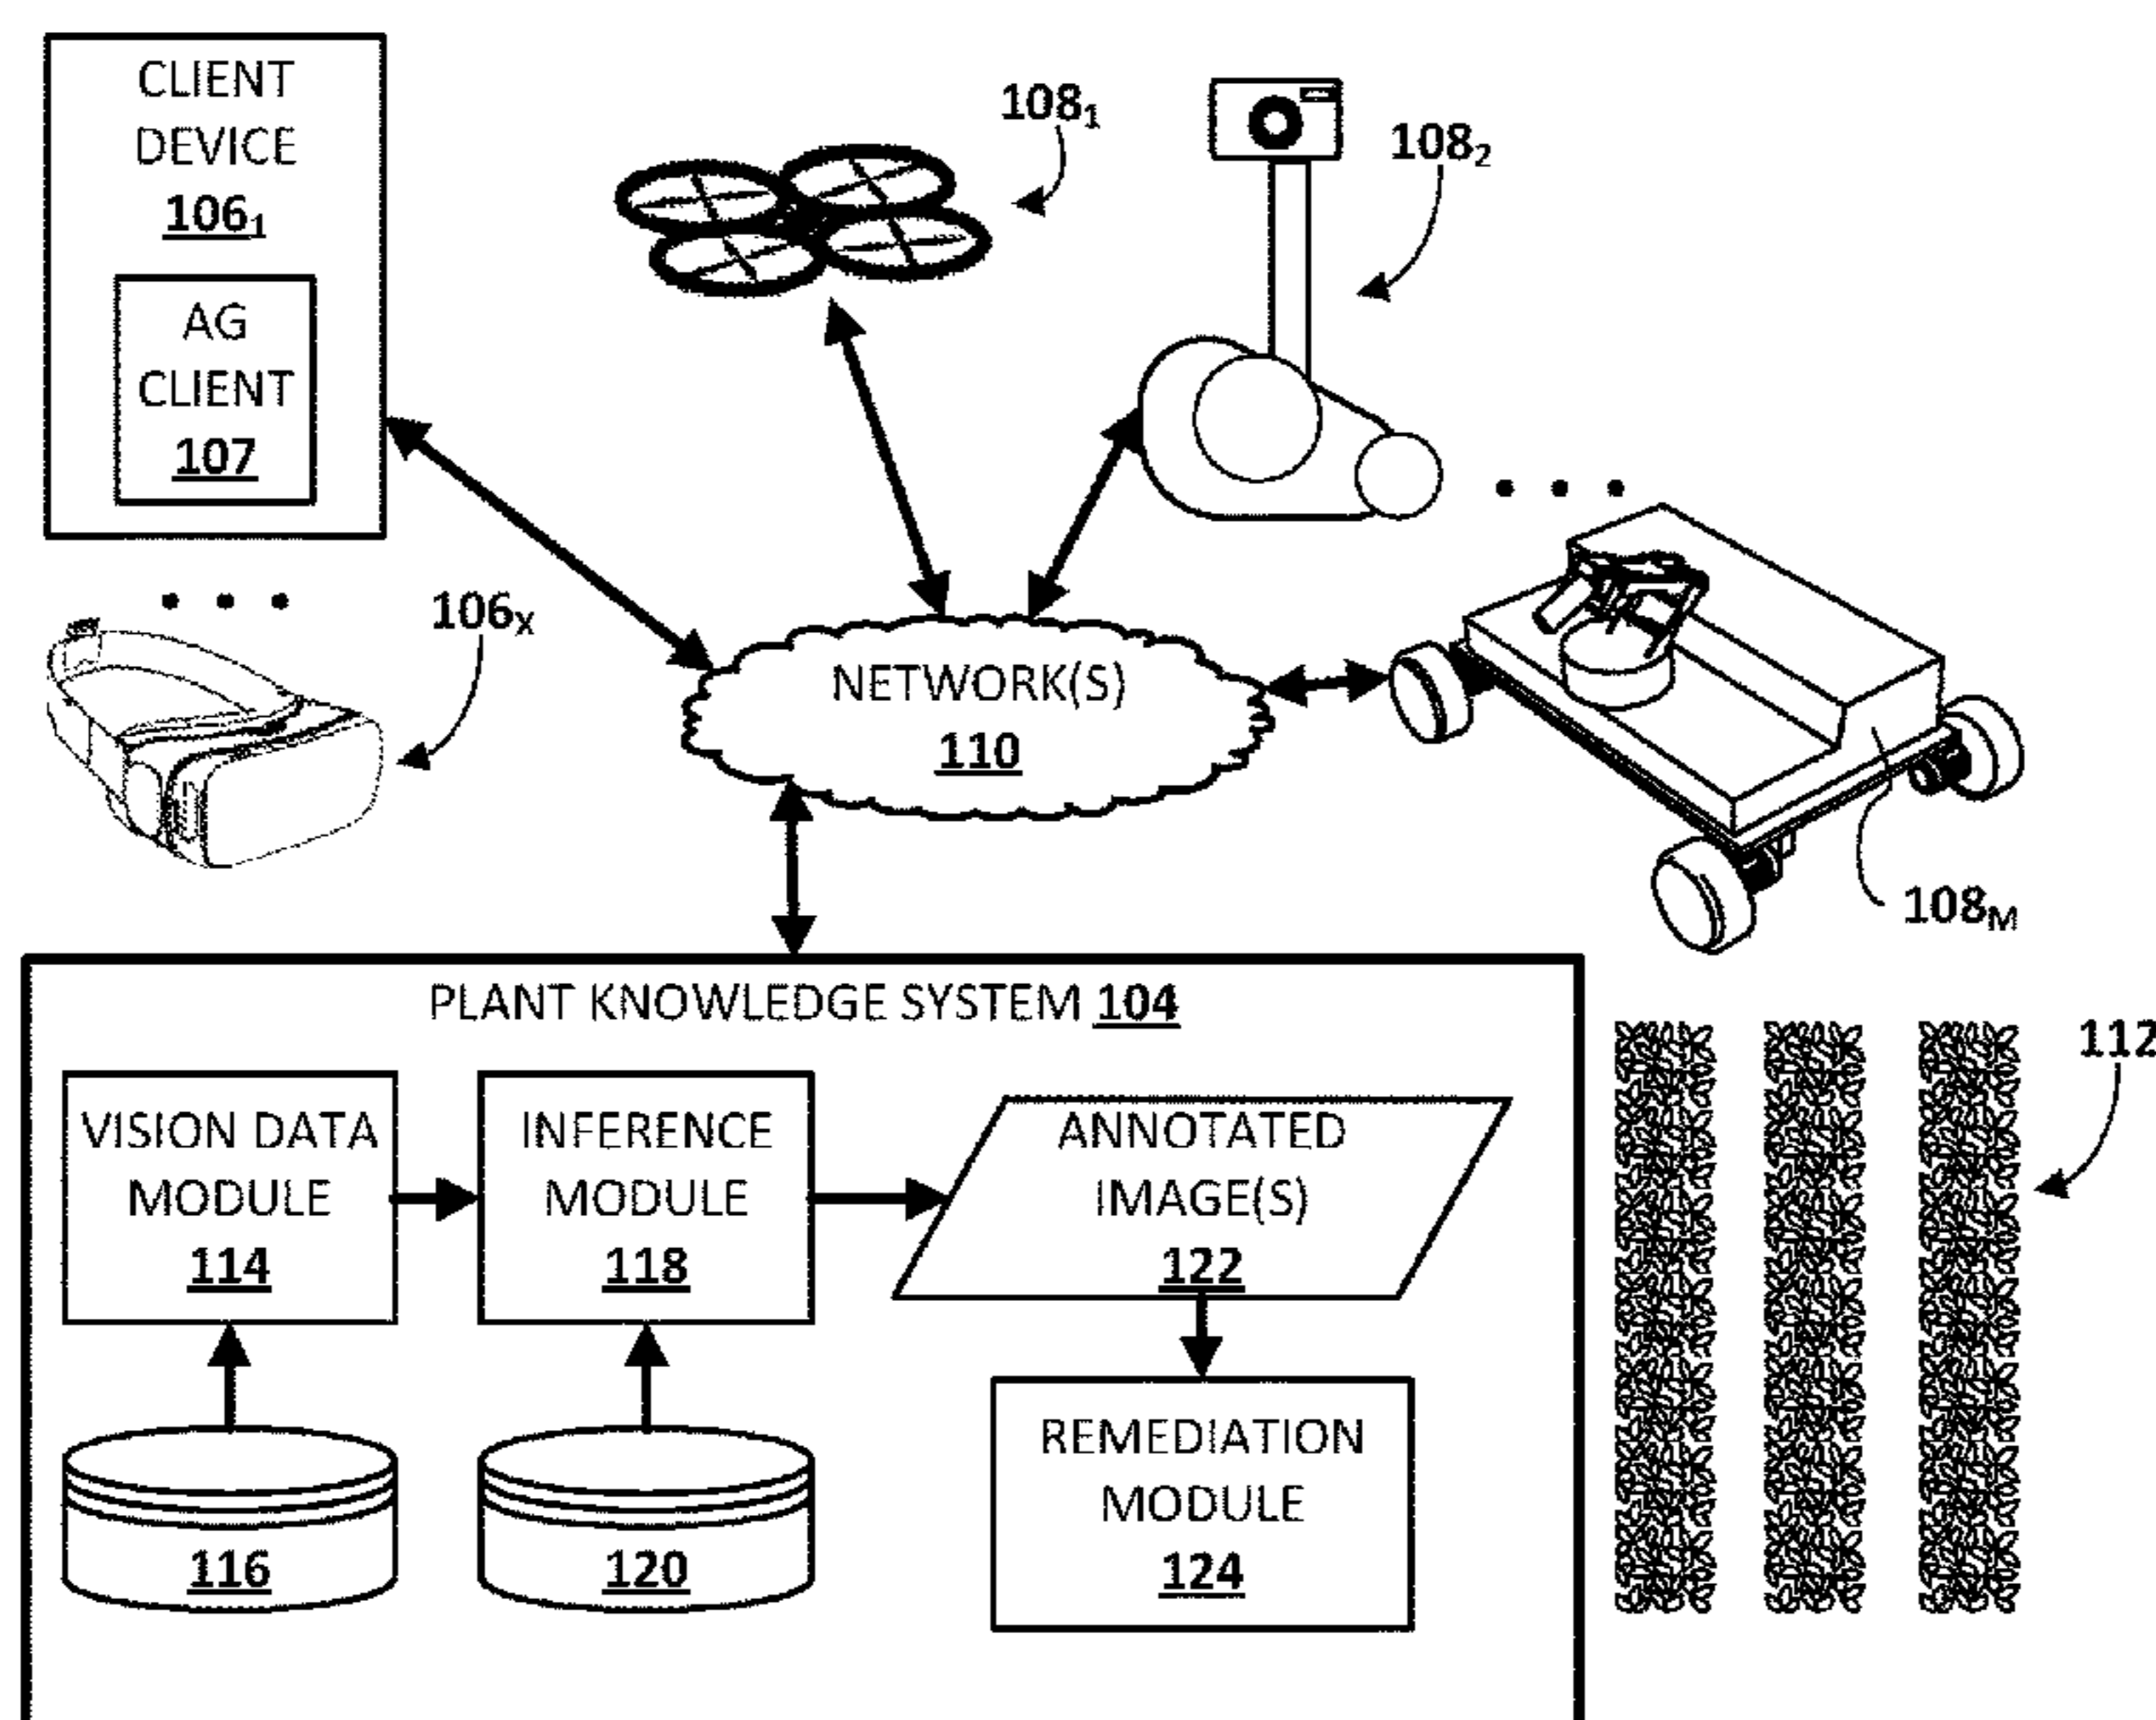 CLIENT
DEVICE
106₁
AG
CLIENT
107
108₁
108₂
106ₓ
NETWORK(S)
110
108ₘ
PLANT KNOWLEDGE SYSTEM 104
VISION DATA
MODULE
114
INFERENCE
MODULE
118
ANNOTATED
IMAGE(S)
122
112
116
120
REMEDIATION
MODULE
124